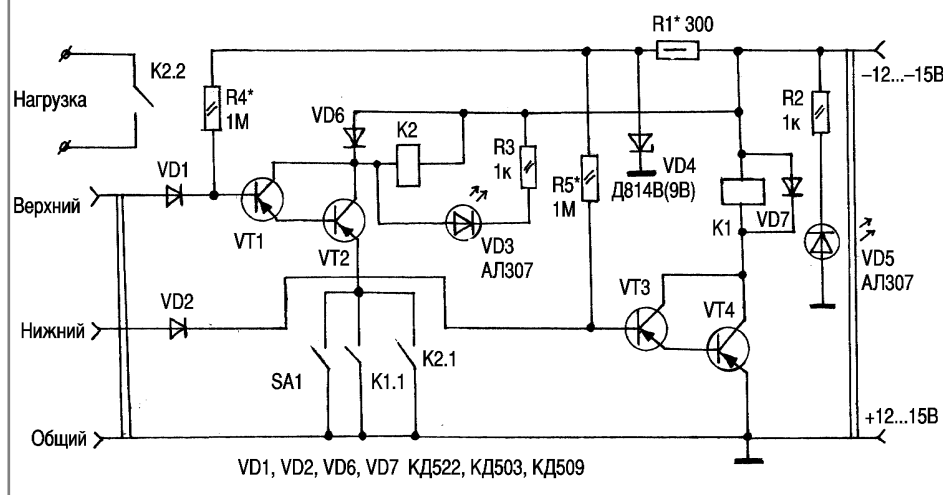 R1* 300
–12...–15В
K2.2
Нагрузка
R4*
1М
VD6
K2
R3
1к
R2
1к
VD1
R5*
1М
VD4
Д814В(9В)
K1
VD7
Верхний
VT1
VT2
VD3
АЛ307
VD5
АЛ307
VD2
VT3
VT4
Нижний
SA1
K1.1
K2.1
Общий
+12...15В
VD1, VD2, VD6, VD7 КД522, КД503, КД509